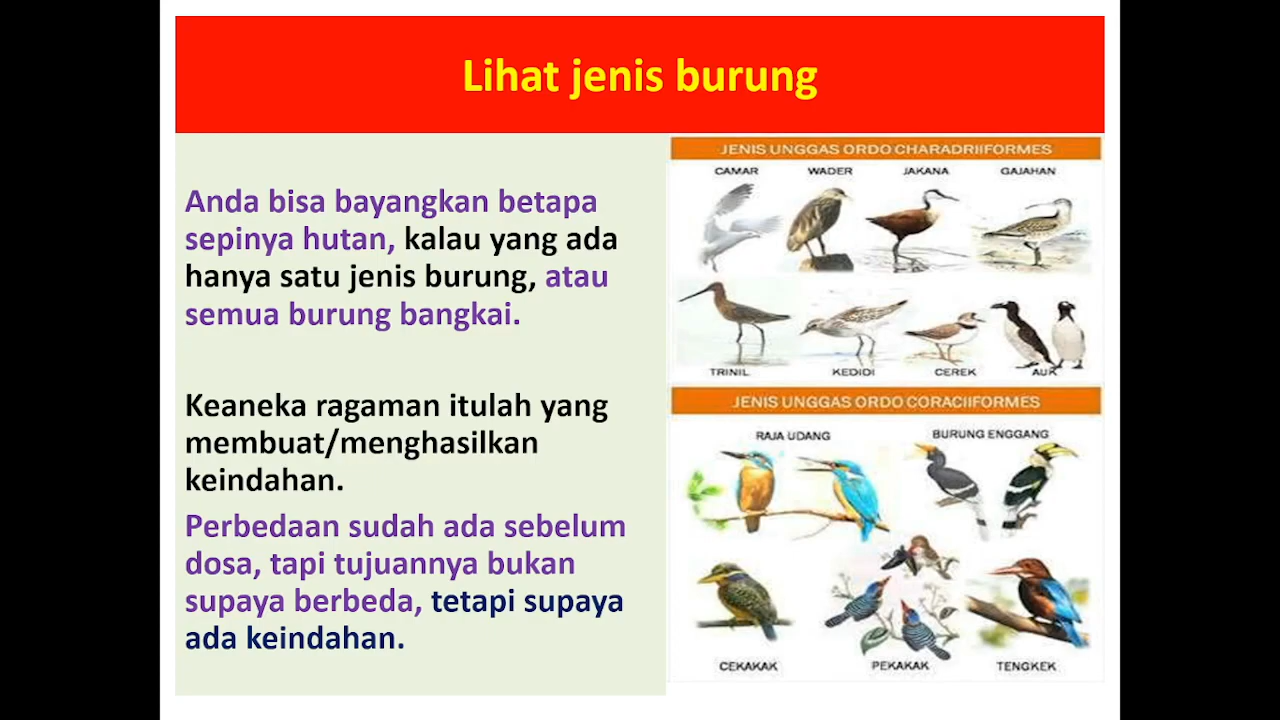 Lihat jenis burung
Anda bisa bayangkan betapa
sepinya hutan, kalau yang ada
hanya satu jenis burung, atau
semua burung bangkai.
Keaneka ragaman itulah yang
membuat/menghasilkan
keindahan.
Perbedaan sudah ada sebelum
dosa, tapi tujuannya bukan
supaya berbeda, tetapi supaya
ada keindahan.
JENIS UNGGAS ORDO CHARADRIIFORMES
CAMAR WADER JAKANA GAJAHAN
TRINIL KEDIDI CEREK AUK
JENIS UNGGAS ORDO CORACIIFORMES
RAJA UDANG BURUNG ENGGANG
CEKAKAK PEKAKAK TENGKEK